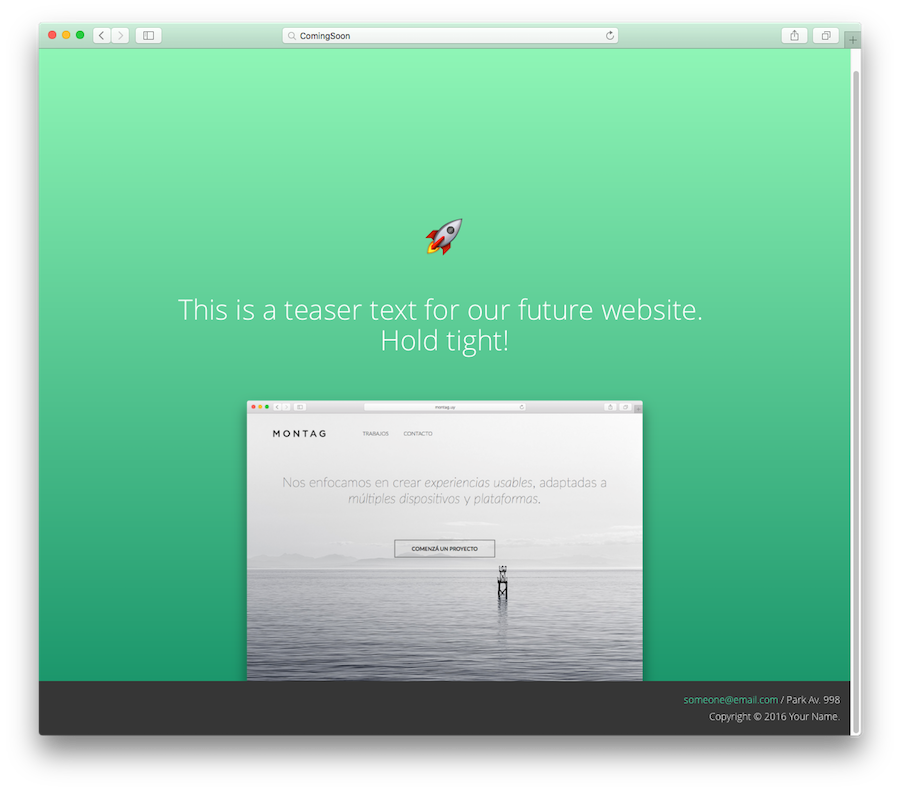 ComingSoon
This is a teaser text for our future website.
Hold tight!
montag.uy
MONTAG TRABAJOS CONTACTO
Nos enfocamos en crear experiencias usables, adaptadas a
múltiples dispositivos y plataformas.
COMENZÁ UN PROYECTO
someone@email.com / Park Av. 998
Copyright © 2016 Your Name.